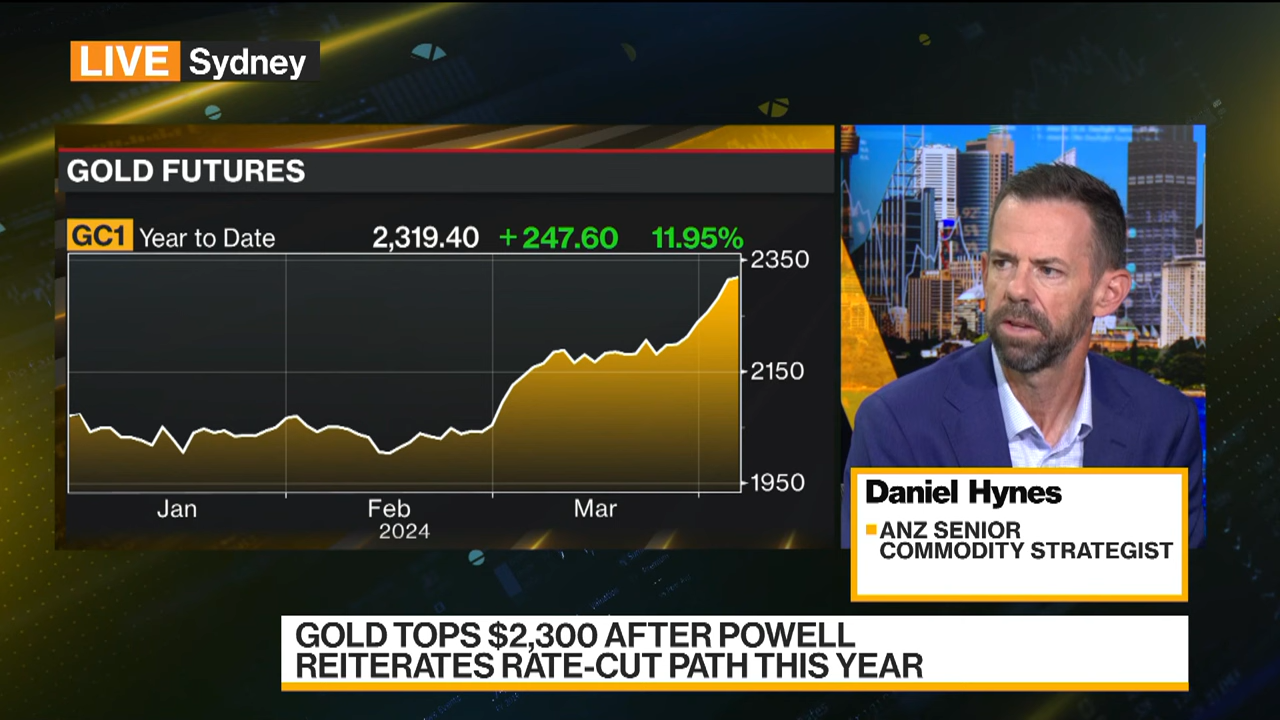 LIVE Sydney
GOLD FUTURES
GC1 Year to Date 2,319.40 +247.60 11.95%
2350
2150
1950
Jan Feb Mar
2024
Daniel Hynes
ANZ SENIOR
COMMODITY STRATEGIST
GOLD TOPS $2,300 AFTER POWELL
REITERATES RATE-CUT PATH THIS YEAR